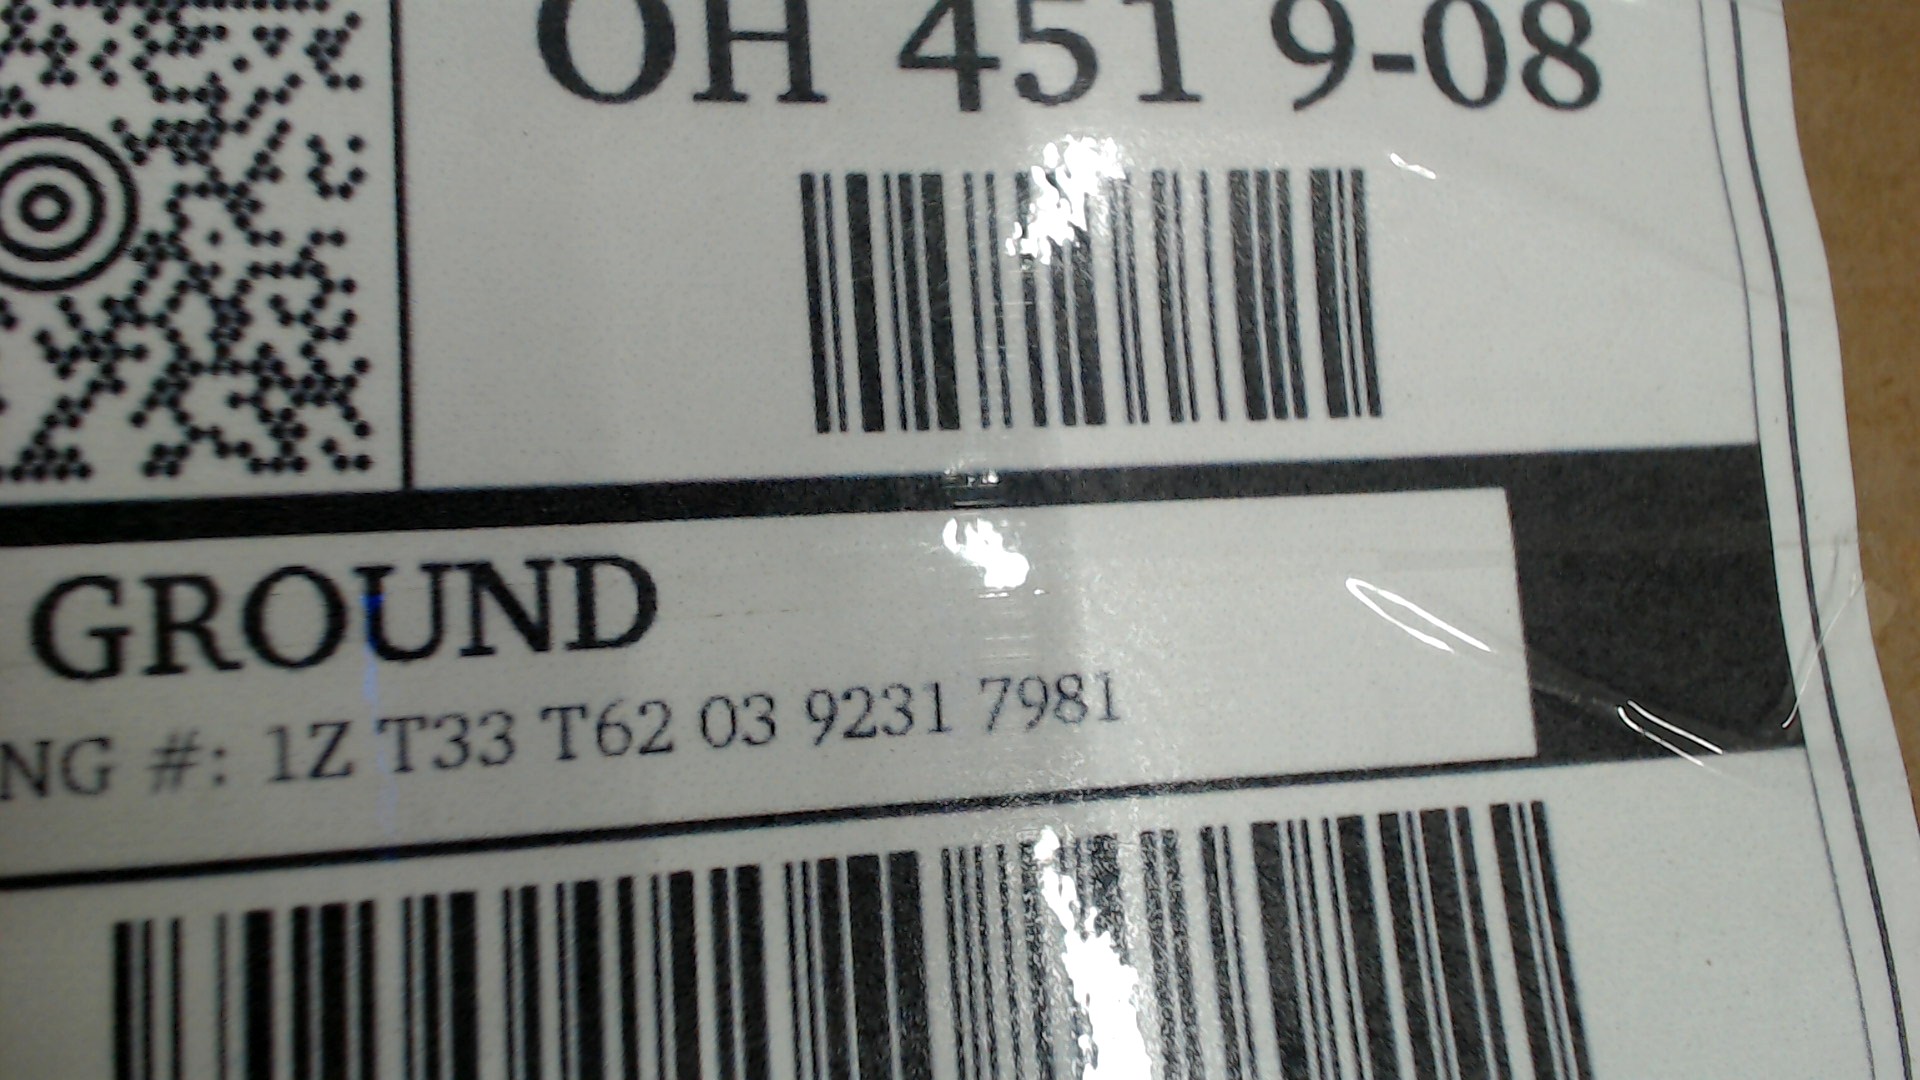 OH 451 9-08
GROUND
NG #: 1Z T33 T62 03 9231 7981